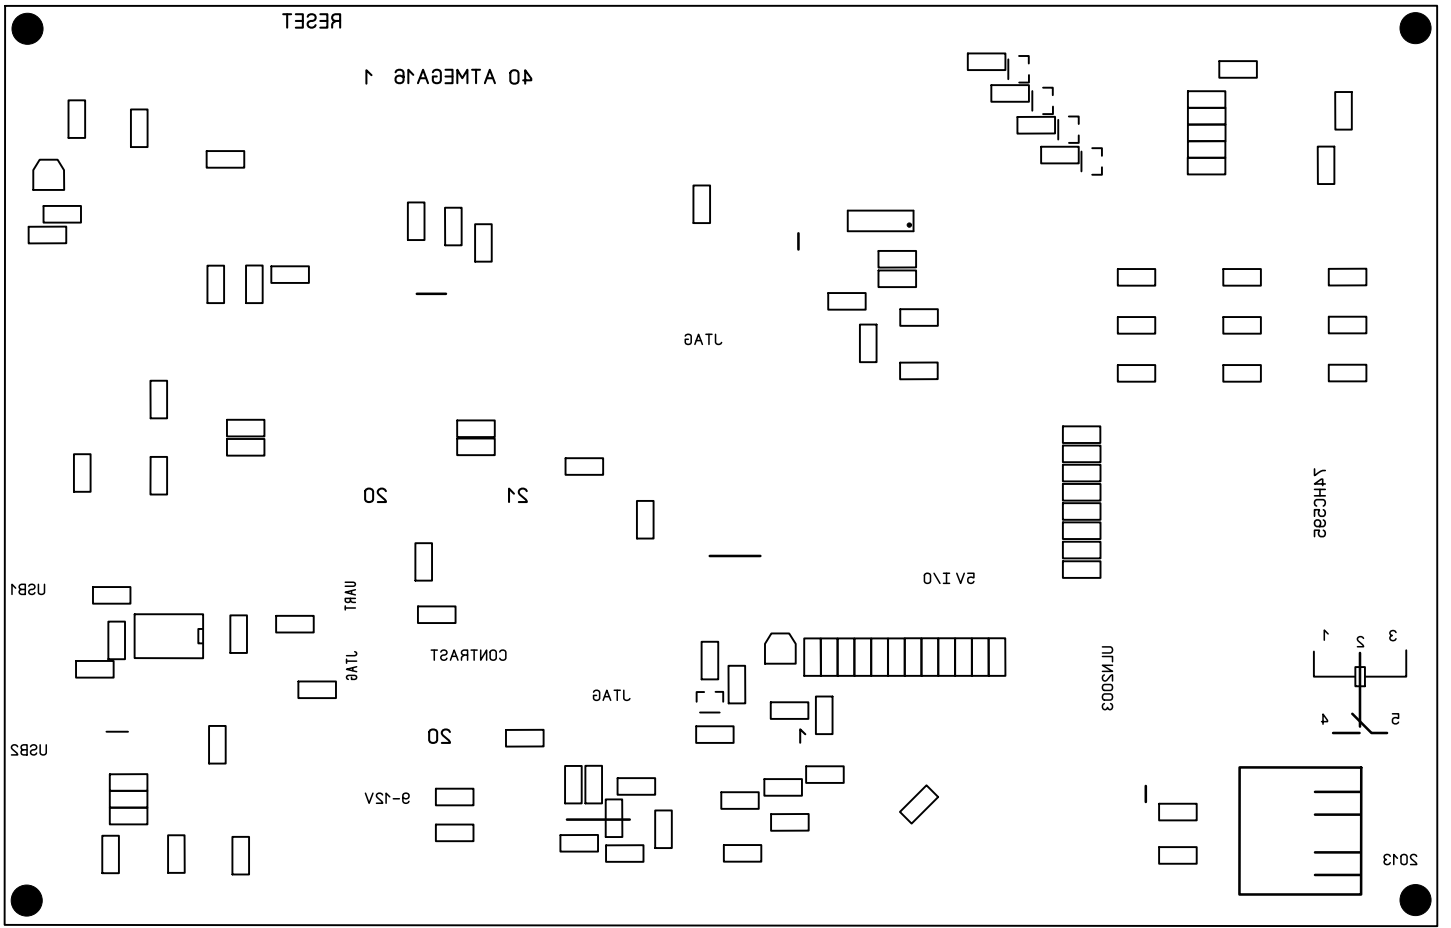 RESET
40 ATMEGA16 1
JTAG
20
21
74HC595
5V I/O
USB1
UART
JTAG
CONTRAST
JTAG
ULN2003
1
2
3
4
5
20
1
USB2
9-12V
2013